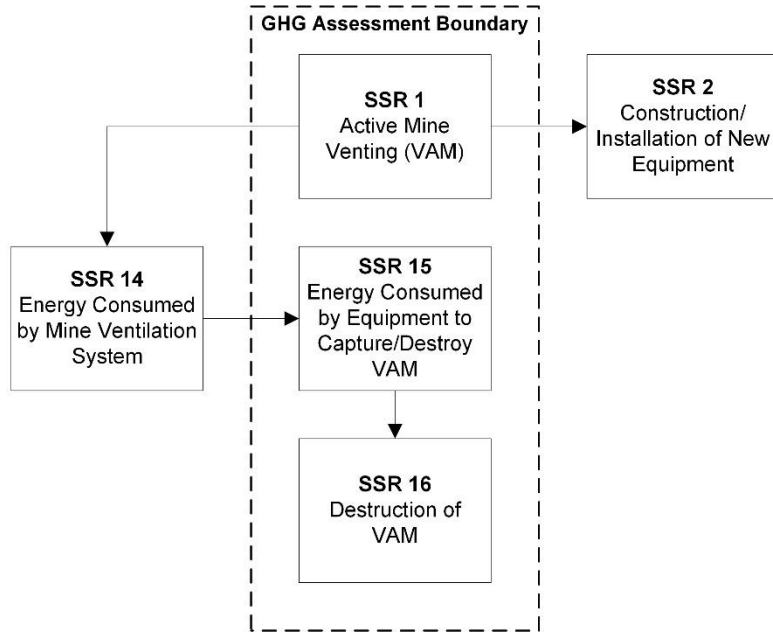 GHG Assessment Boundary
SSR 1
Active Mine
Venting (VAM)
SSR 2
Construction/
Installation of New
Equipment
SSR 14
Energy Consumed
by Mine Ventilation
System
SSR 15
Energy Consumed
by Equipment to
Capture/Destroy
VAM
SSR 16
Destruction of
VAM